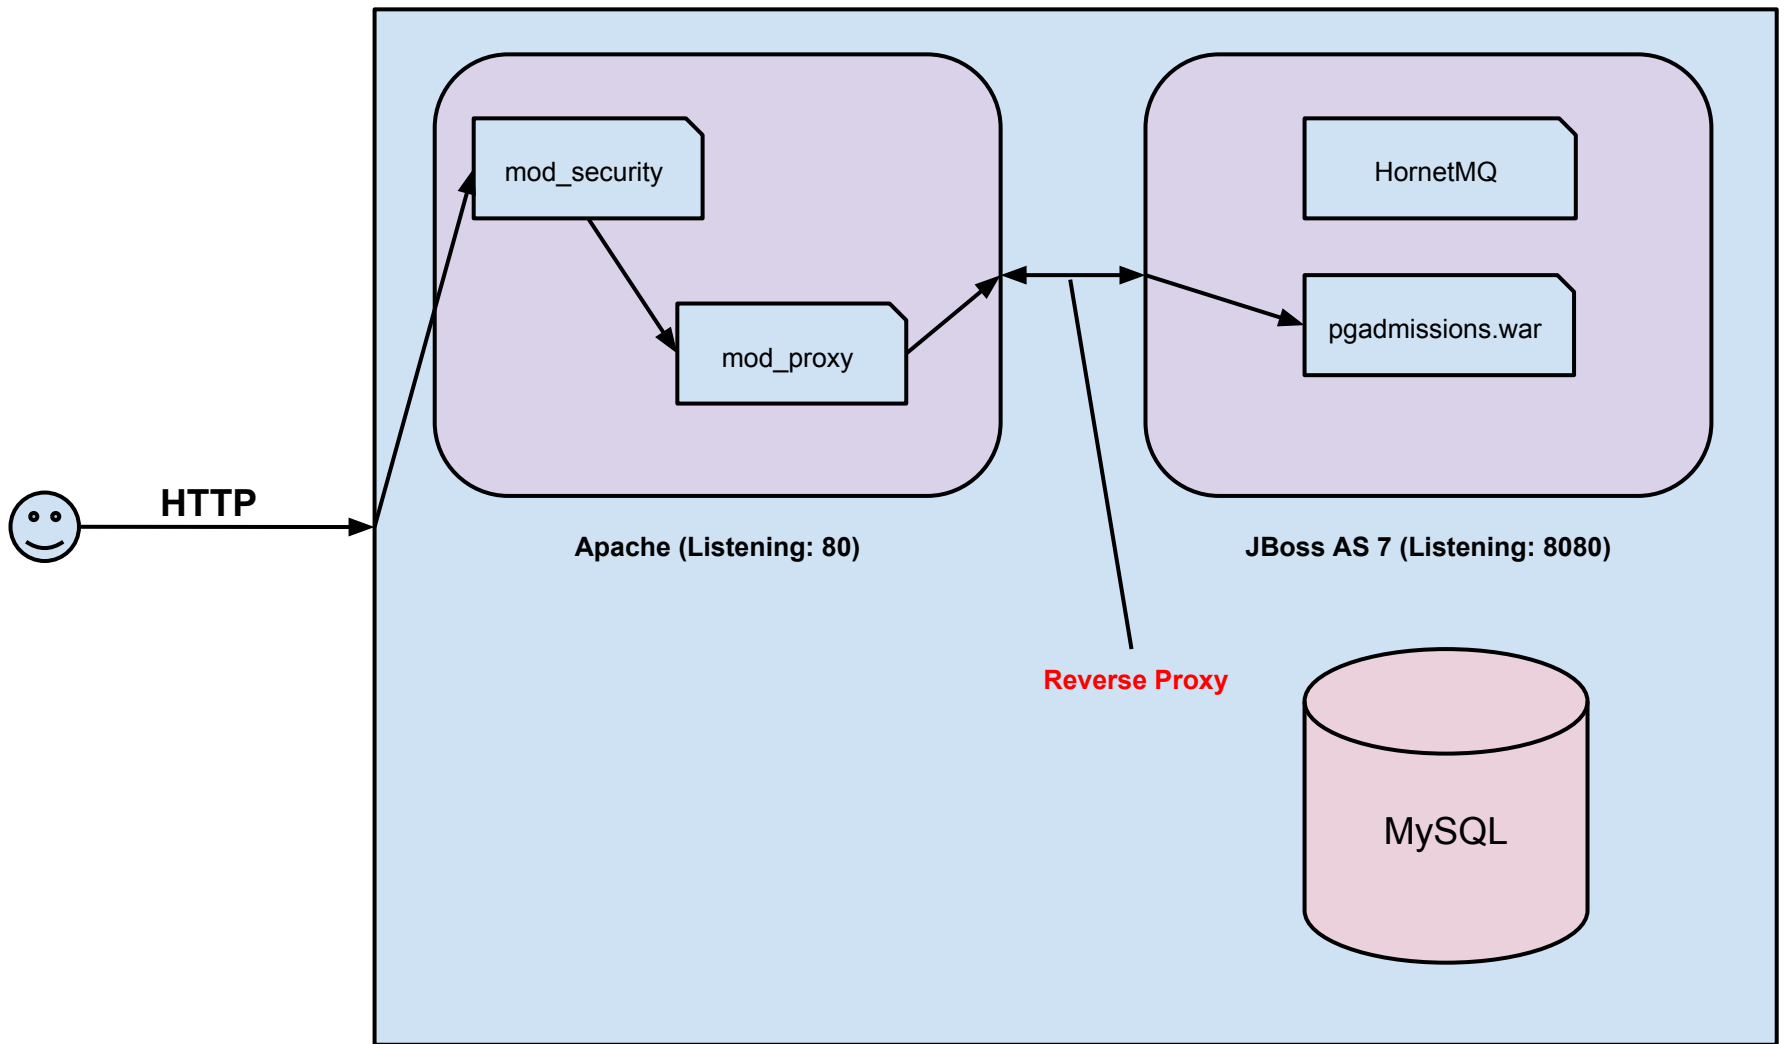 mod_security
HornetMQ
mod_proxy
pgadmissions.war
HTTP
Apache (Listening: 80)
JBoss AS 7 (Listening: 8080)
Reverse Proxy
MySQL